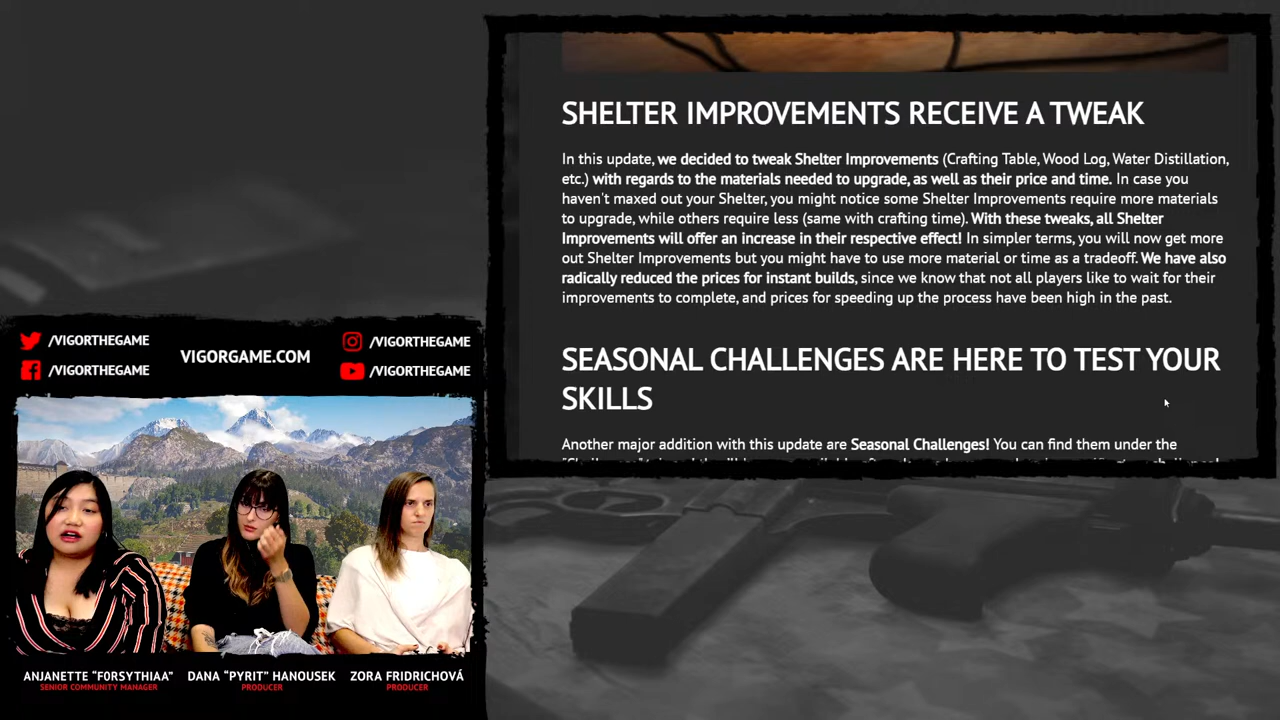 SHELTER IMPROVEMENTS RECEIVE A TWEAK
In this update, we decided to tweak Shelter Improvements (Crafting Table, Wood Log, Water Distillation,
etc.) with regards to the materials needed to upgrade, as well as their price and time. In case you
haven't maxed out your Shelter, you might notice some Shelter Improvements require more materials
to upgrade, while others require less (same with crafting time). With these tweaks, all Shelter
Improvements will offer an increase in their respective effect! In simpler terms, you will now get more
out Shelter Improvements but you might have to use more material or time as a tradeoff. We have also
radically reduced the prices for instant builds, since we know that not all players like to wait for their
improvements to complete, and prices for speeding up the process have been high in the past.
SEASONAL CHALLENGES ARE HERE TO TEST YOUR
SKILLS
Another major addition with this update are Seasonal Challenges! You can find them under the
/VIGORTHEGAME
/VIGORTHEGAME
VIGORGAME.COM
/VIGORTHEGAME
/VIGORTHEGAME
ANJANETTE "FORSYTHIAA"
SENIOR COMMUNITY MANAGER
DANA "PYRIT" HANOUSEK
PRODUCER
ZORA FRIDRICHOVÁ
PRODUCER